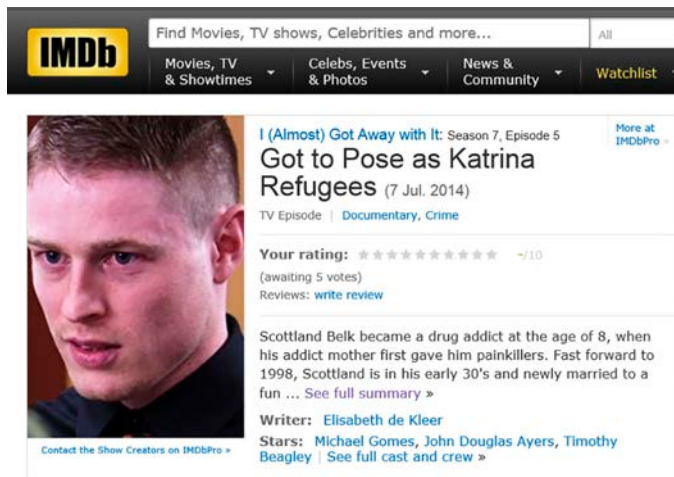 IMDb
Find Movies, TV shows, Celebrities and more...
All
Movies, TV
& Showtimes
Celebs, Events
& Photos
News &
Community
Watchlist
I (Almost) Got Away with It: Season 7, Episode 5
More at
IMDbPro »
Got to Pose as Katrina
Refugees (7 Jul. 2014)
TV Episode | Documentary, Crime
Your rating: -/10
(awaiting 5 votes)
Reviews: write review
Scottland Belk became a drug addict at the age of 8, when
his addict mother first gave him painkillers. Fast forward to
1998, Scottland is in his early 30's and newly married to a
fun ... See full summary »
Writer: Elisabeth de Kleer
Stars: Michael Gomes, John Douglas Ayers, Timothy
Beagley | See full cast and crew »
Contact the Show Creators on IMDbPro »